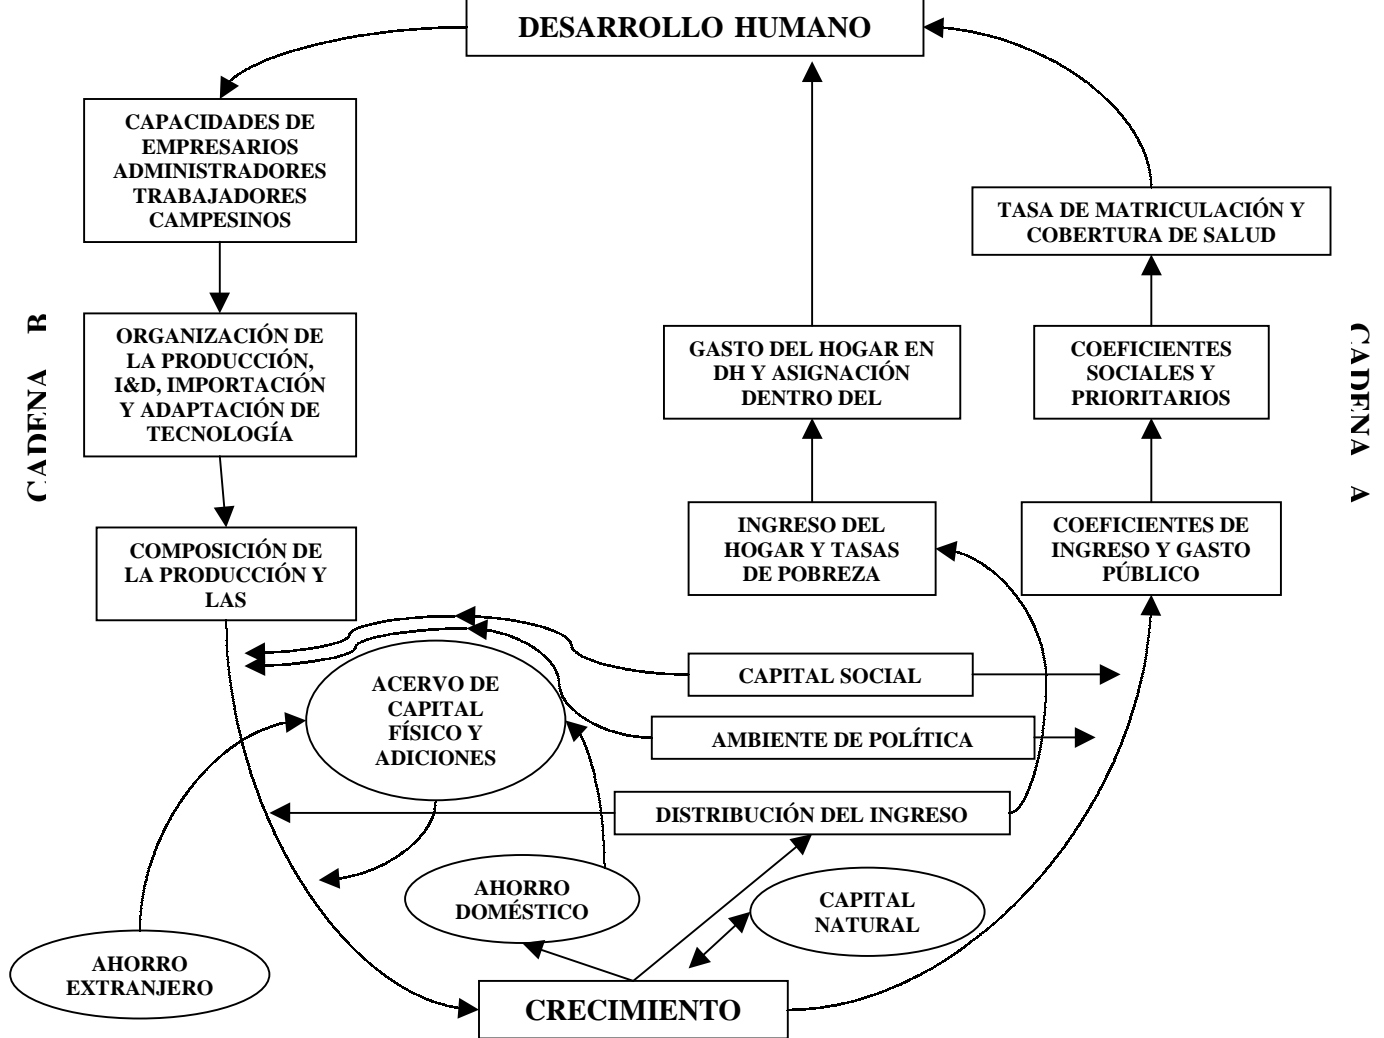 DESARROLLO HUMANO
CAPACIDADES DE
EMPRESARIOS
ADMINISTRADORES
TRABAJADORES
CAMPESINOS
TASA DE MATRICULACIÓN Y
COBERTURA DE SALUD
CADENA B
ORGANIZACIÓN DE
LA PRODUCCIÓN,
I&D, IMPORTACIÓN
Y ADAPTACIÓN DE
TECNOLOGÍA
GASTO DEL HOGAR EN
DH Y ASIGNACIÓN
DENTRO DEL
COEFICIENTES
SOCIALES Y
PRIORITARIOS
CADENA A
COMPOSICIÓN DE
LA PRODUCCIÓN Y
LAS
INGRESO DEL
HOGAR Y TASAS
DE POBREZA
COEFICIENTES DE
INGRESO Y GASTO
PÚBLICO
CAPITAL SOCIAL
ACERVO DE
CAPITAL
FÍSICO Y
ADICIONES
AMBIENTE DE POLÍTICA
DISTRIBUCIÓN DEL INGRESO
AHORRO
DOMÉSTICO
CAPITAL
NATURAL
AHORRO
EXTRANJERO
CRECIMIENTO